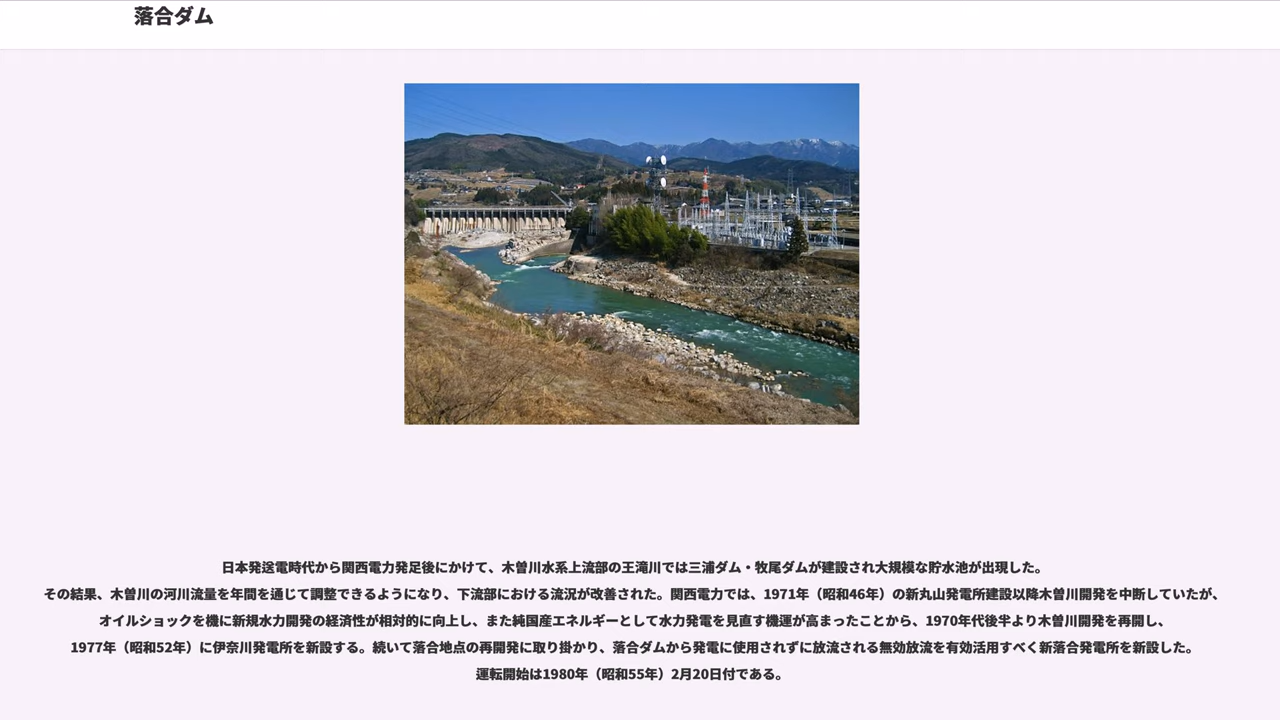 落合ダム
日本発送電時代から関西電力発足後にかけて、木曽川水系上流部の王滝川では三浦ダム・牧尾ダムが建設され大規模な貯水池が出現した。
その結果、木曽川の河川流量を年間を通じて調整できるようになり、下流部における流況が改善された。関西電力では、1971年（昭和46年）の新丸山発電所建設以降木曽川開発を中断していたが、
オイルショックを機に新規水力開発の経済性が相対的に向上し、また純国産エネルギーとして水力発電を見直す機運が高まったことから、1970年代後半より木曽川開発を再開し、
1977年（昭和52年）に伊奈川発電所を新設する。続いて落合地点の再開発に取り掛かり、落合ダムから発電に使用されずに放流される無効放流を有効活用すべく新落合発電所を新設した。
運転開始は1980年（昭和55年）2月20日付である。